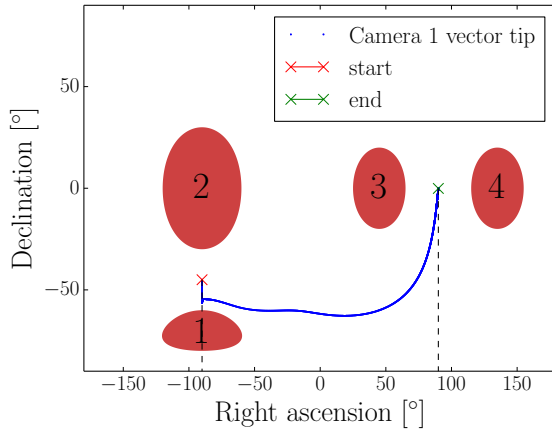 Camera 1 vector tip
start
end
50
0
−50
Declination [°]
2
3
4
1
−150 −100 −50 0 50 100 150
Right ascension [°]